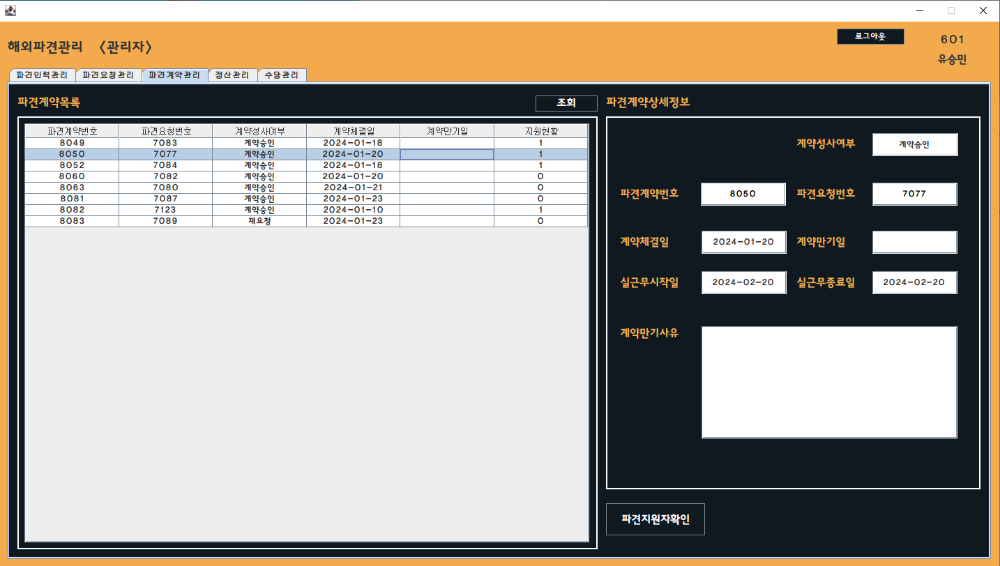 로그아웃
601
해외파견관리 〈관리자〉
유승민
파견인력관리 파견요청관리 파견계약관리 정산관리 수당관리
파견계약목록
조회
파견계약번호 파견요청번호 계약성사여부 계약체결일 계약만기일 지원현황
8049 7083 계약승인 2024-01-18 1
8050 7077 계약승인 2024-01-20 1
8052 7084 계약승인 2024-01-18 1
8060 7082 계약승인 2024-01-20 0
8063 7080 계약승인 2024-01-21 0
8081 7087 계약승인 2024-01-23 0
8082 7123 계약승인 2024-01-10 1
8083 7089 재요청 2024-01-23 0
파견계약상세정보
계약성사여부 계약승인
파견계약번호 8050 파견요청번호 7077
계약체결일 2024-01-20 계약만기일
실근무시작일 2024-02-20 실근무종료일 2024-02-20
계약만기사유
파견지원자확인